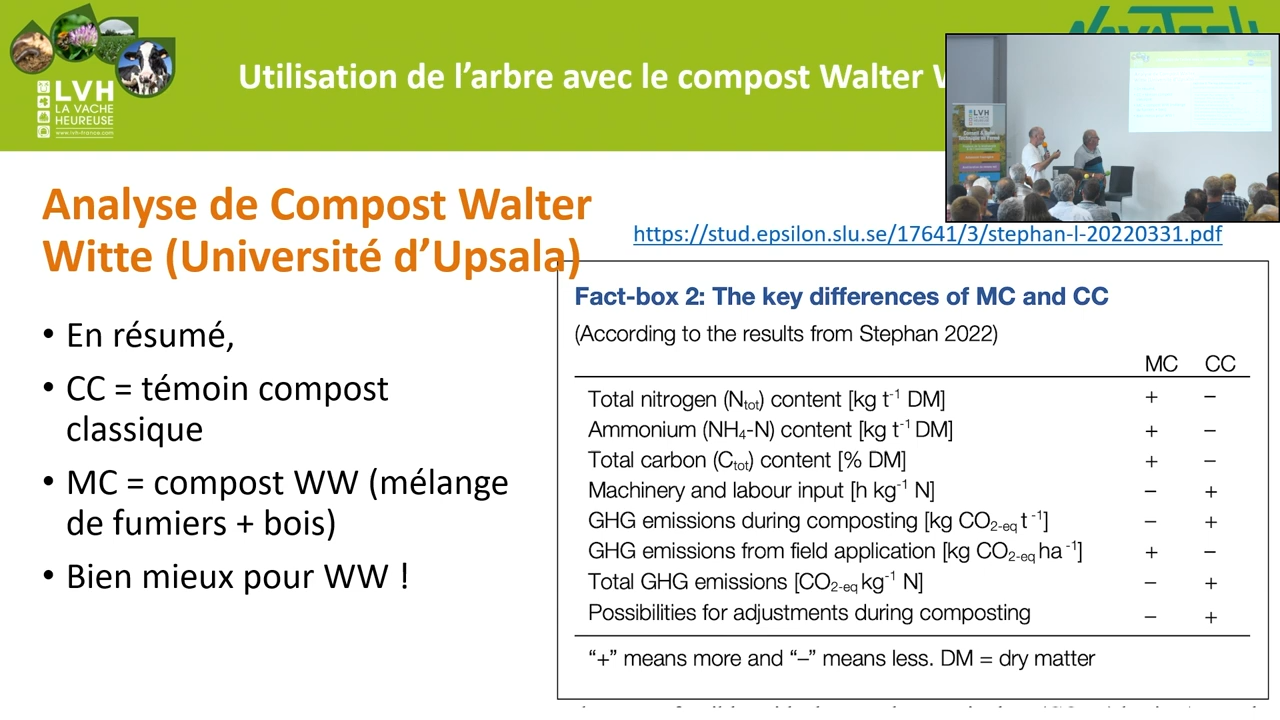 LVH
LA VACHE
HEUREUSE
www.lvh-france.com
Utilisation de l’arbre avec le compost Walter W
LVH
Analyse de Compost Walter
Witte (Université d’Upsala)
https://stud.epsilon.slu.se/17641/3/stephan-l-20220331.pdf
• En résumé,
• CC = témoin compost
classique
• MC = compost WW (mélange
de fumiers + bois)
• Bien mieux pour WW !
Fact-box 2: The key differences of MC and CC
(According to the results from Stephan 2022)
MC CC
Total nitrogen (Ntot) content [kg t-1 DM] + –
Ammonium (NH4-N) content [kg t-1 DM] + –
Total carbon (Ctot) content [% DM] + –
Machinery and labour input [h kg-1 N] – +
GHG emissions during composting [kg CO2-eq t-1] – +
GHG emissions from field application [kg CO2-eq ha-1] + –
Total GHG emissions [CO2-eq kg-1 N] – +
Possibilities for adjustments during composting – +
“+” means more and “–” means less. DM = dry matter